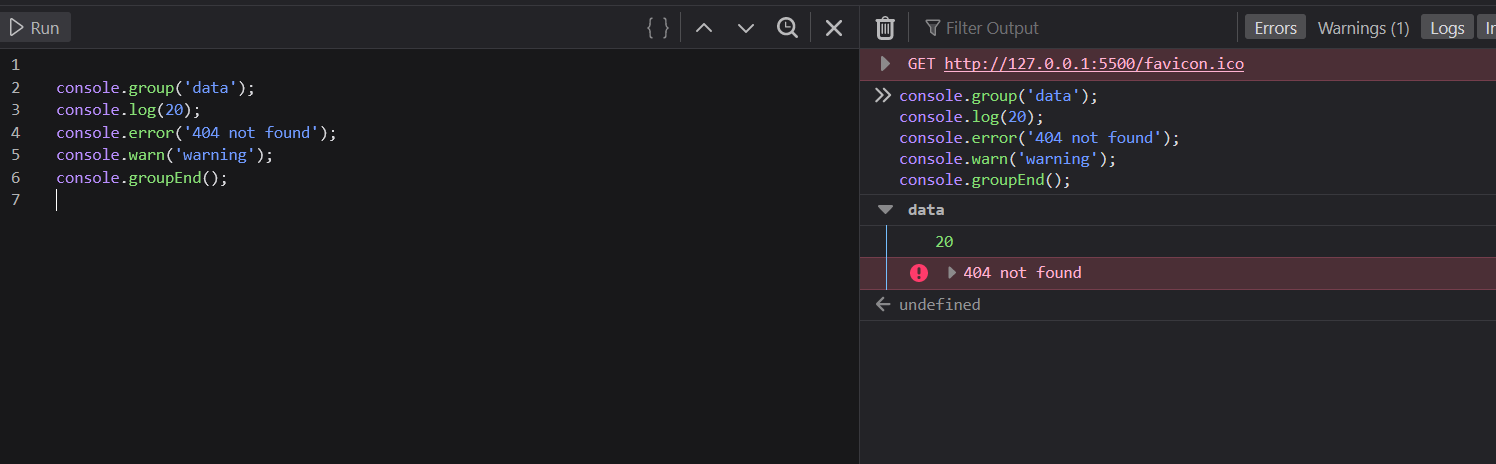 Run { } Filter Output Errors Warnings (1) Logs In
1
2 console.group('data');
3 console.log(20);
4 console.error('404 not found');
5 console.warn('warning');
6 console.groupEnd();
7
GET http://127.0.0.1:5500/favicon.ico
console.group('data');
console.log(20);
console.error('404 not found');
console.warn('warning');
console.groupEnd();
data
20
404 not found
undefined